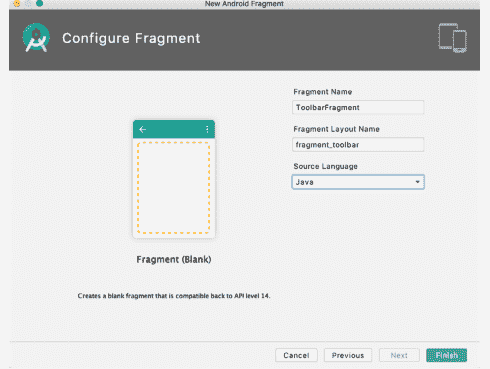 New Android Fragment
Configure Fragment
Fragment Name
ToolbarFragment
Fragment Layout Name
fragment_toolbar
Source Language
Java
Fragment (Blank)
Creates a blank fragment that is compatible back to API level 14.
Cancel
Previous
Next
Finish